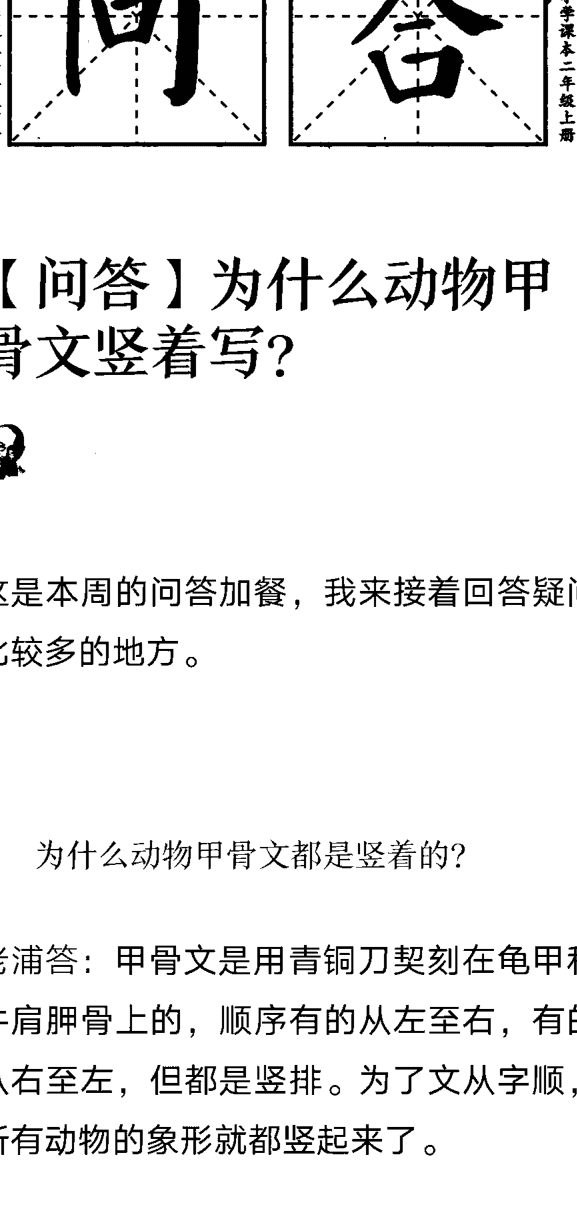 问答
学课本二年级上册
【问答】为什么动物甲
骨文竖着写？
这是本周的问答加餐，我来接着回答疑问
比较多的地方。
为什么动物甲骨文都是竖着的？
老浦答：甲骨文是用青铜刀契刻在龟甲和
牛肩胛骨上的，顺序有的从左至右，有的
从右至左，但都是竖排。为了文从字顺，
所有动物的象形就都竖起来了。